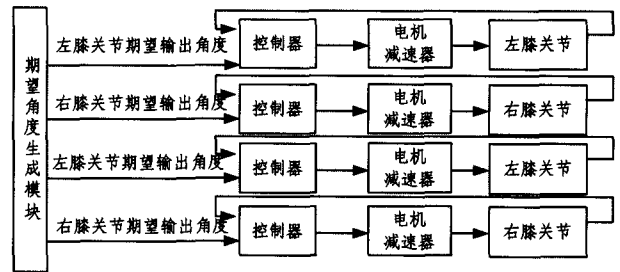 期望角度生成模块
左膝关节期望输出角度
控制器
电机
减速器
左膝关节
右膝关节期望输出角度
控制器
电机
减速器
右膝关节
左膝关节期望输出角度
控制器
电机
减速器
左膝关节
右膝关节期望输出角度
控制器
电机
减速器
右膝关节